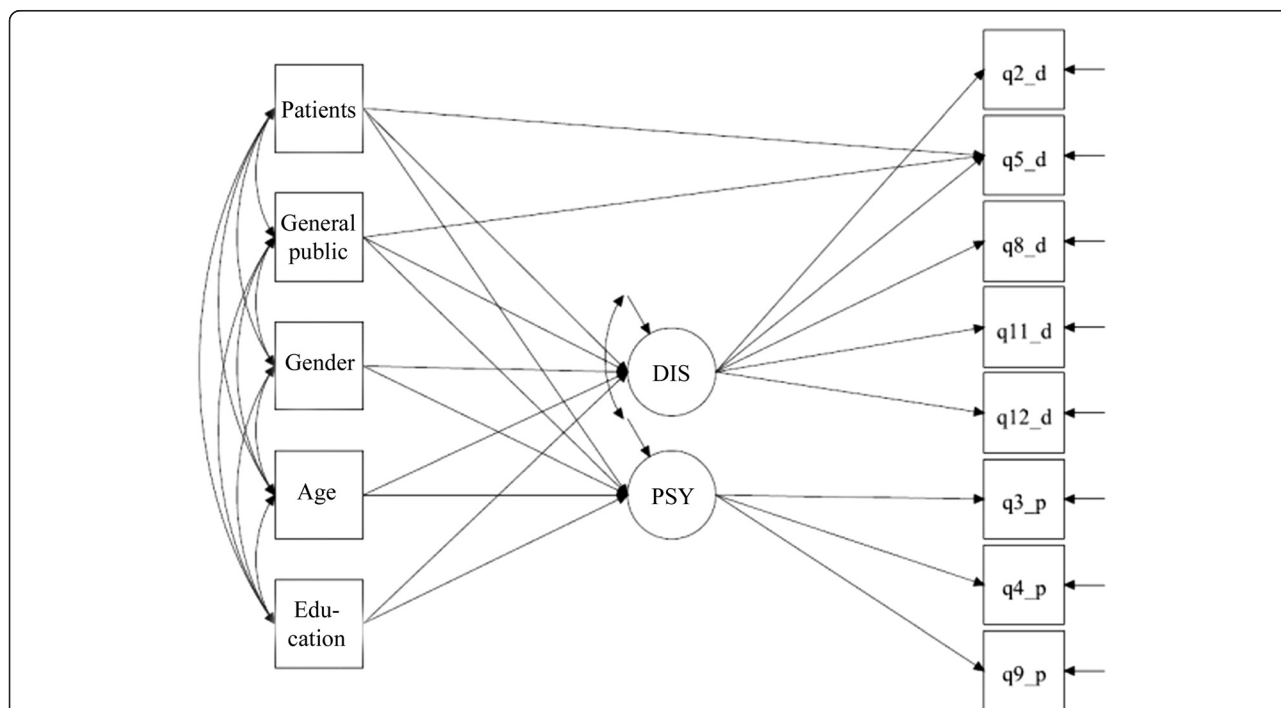 Patients
General
public
Gender
Age
Edu-
cation
DIS
PSY
q2_d
q5_d
q8_d
q11_d
q12_d
q3_p
q4_p
q9_p